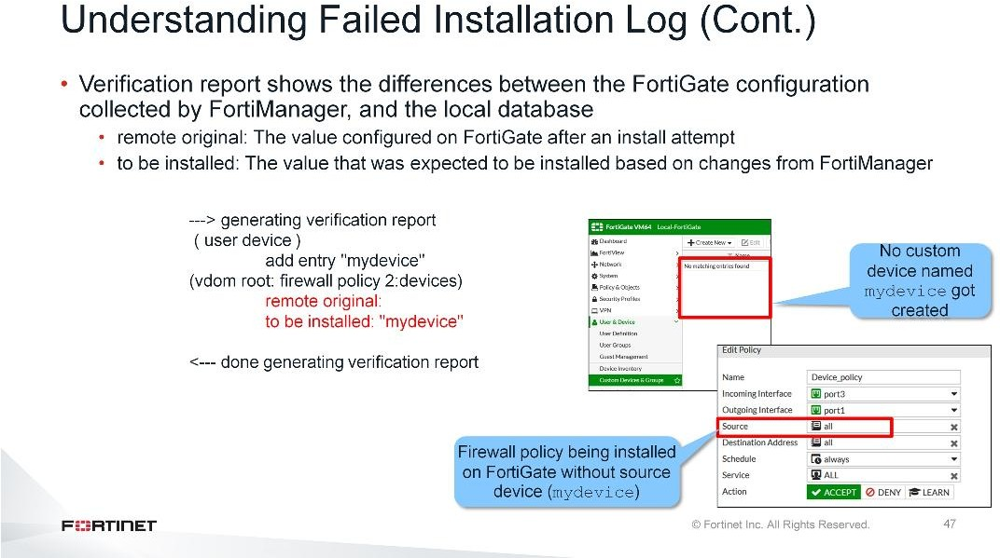 Understanding Failed Installation Log (Cont.)
• Verification report shows the differences between the FortiGate configuration
collected by FortiManager, and the local database
• remote original: The value configured on FortiGate after an install attempt
• to be installed: The value that was expected to be installed based on changes from FortiManager
---> generating verification report
( user device )
add entry "mydevice"
(vdom root: firewall policy 2:devices)
remote original:
to be installed: "mydevice"
<--- done generating verification report
FortiGate VM64 Local-FortiGate
Dashboard
FortiView
Network
System
Policy & Objects
Security Profiles
VPN
User & Device
User Definition
User Groups
Guest Management
Device Inventory
Custom Devices & Groups
+ Create New Edit
Name
No matching entries found
No custom
device named
mydevice got
created
Edit Policy
Name Device_policy
Incoming Interface port3
Outgoing Interface port1
Source all
Destination Address all
Schedule always
Service ALL
Action ACCEPT DENY LEARN
Firewall policy being installed
on FortiGate without source
device (mydevice)
FORTINET
© Fortinet Inc. All Rights Reserved. 47